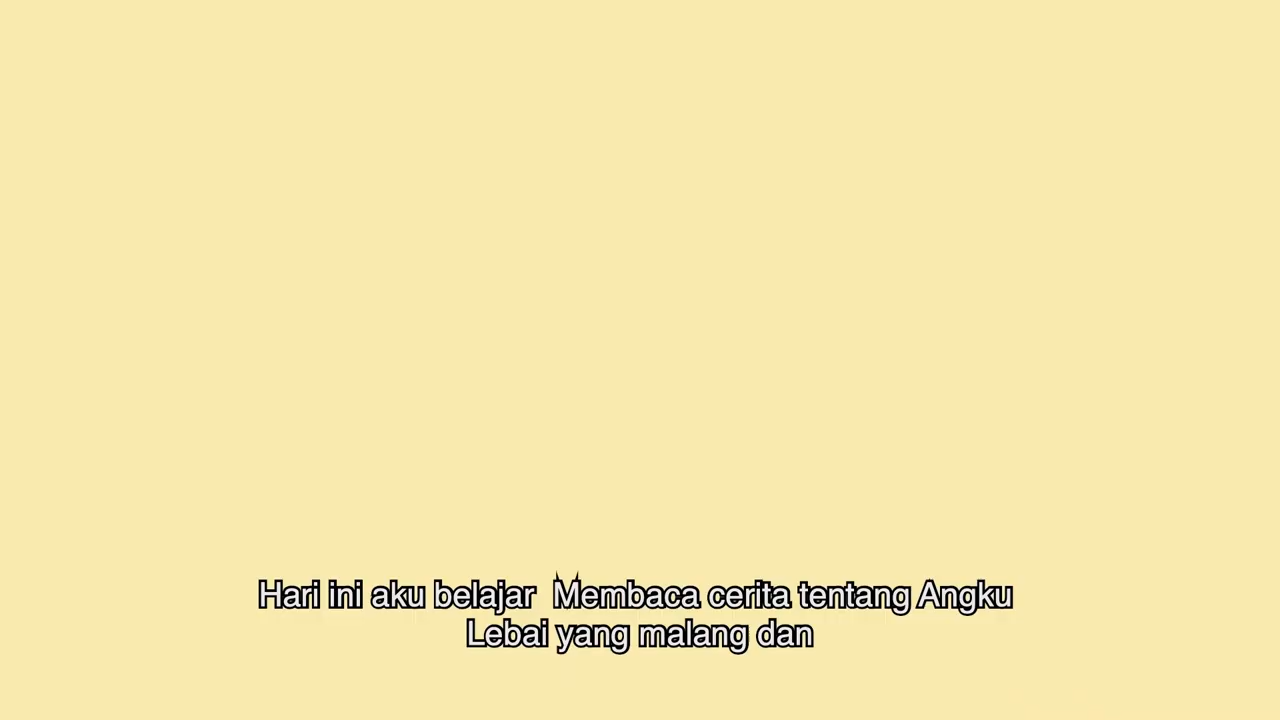 Hari ini aku belajar  Membaca cerita tentang Angku
Lebai yang malang dan